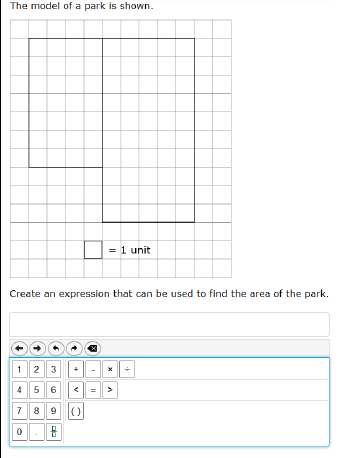 The model of a park is shown.
= 1 unit
Create an expression that can be used to find the area of the park.
1 2 3 + - × ÷
4 5 6 < = >
7 8 9 ()
0 .